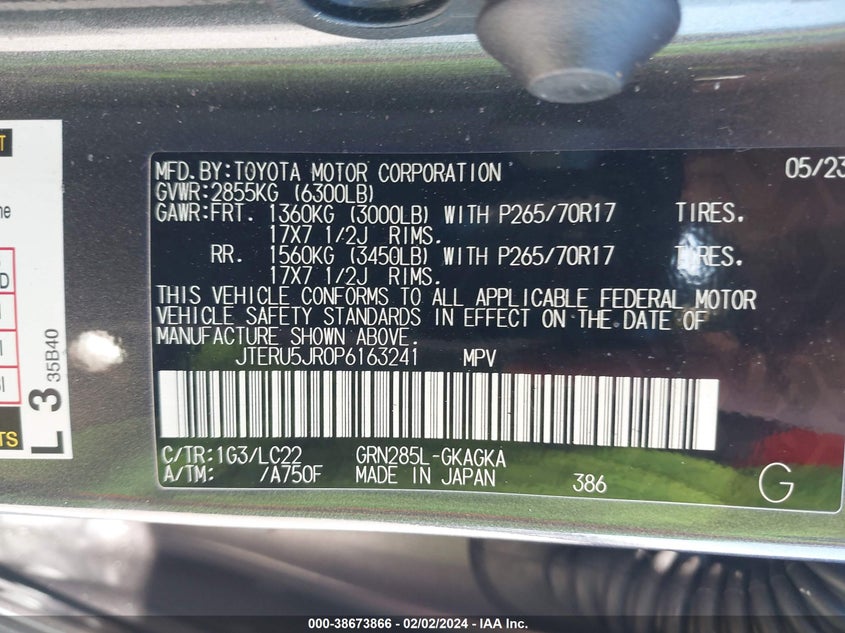 MFD.BY:TOYOTA MOTOR CORPORATION 05/23
GVWR:2855KG (6300LB)
GAWR:FRT. 1360KG (3000LB) WITH P265/70R17 TIRES.
17X7 1/2J RIMS.
RR. 1560KG (3450LB) WITH P265/70R17 TIRES.
17X7 1/2J RIMS.
THIS VEHICLE CONFORMS TO ALL APPLICABLE FEDERAL MOTOR
VEHICLE SAFETY STANDARDS IN EFFECT ON THE DATE OF
MANUFACTURE SHOWN ABOVE.
JTERU5JR0P6163241 MPV
C/TR:1G3/LC22 GRN285L-GKAGKA
A/TM: /A750F MADE IN JAPAN 386 G
L 3 35B40
000-38673866 - 02/02/2024 - IAA Inc.